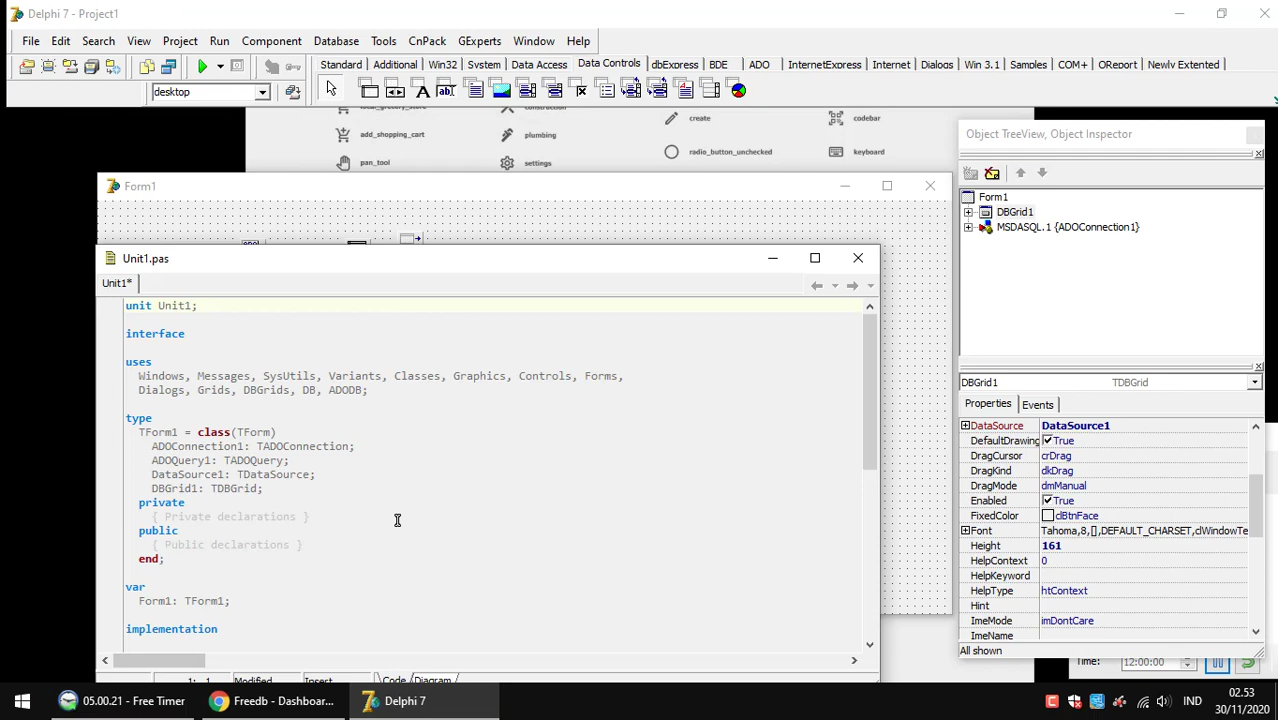 Delphi 7 - Project1
File Edit Search View Project Run Component Database Tools CnPack GExperts Window Help
Standard Additional Win32 System Data Access Data Controls dbExpress BDE ADO InternetExpress Internet Dialogs Win 3.1 Samples COM+ QReport Newly Extented
desktop
local_grocery_store construction
create codebar
add_shopping_cart plumbing
radio_button_unchecked keyboard
pan_tool settings
Object TreeView, Object Inspector
Form1
DBGrid1
MSDASQL.1 {ADOConnection1}
Form1
Unit1.pas
Unit1*
unit Unit1;
interface
uses
Windows, Messages, SysUtils, Variants, Classes, Graphics, Controls, Forms,
Dialogs, Grids, DBGrids, DB, ADODB;
type
TForm1 = class(TForm)
ADOConnection1: TADOConnection;
ADOQuery1: TADOQuery;
DataSource1: TDataSource;
DBGrid1: TDBGrid;
private
{ Private declarations }
public
{ Public declarations }
end;
var
Form1: TForm1;
implementation
1: 1 Modified Insert Code Diagram
DBGrid1 TDBGrid
Properties Events
DataSource DataSource1
DefaultDrawing True
DragCursor crDrag
DragKind dkDrag
DragMode dmManual
Enabled True
FixedColor clBtnFace
Font Tahoma,8,[],DEFAULT_CHARSET,clWindowTe
Height 161
HelpContext 0
HelpKeyword
HelpType htContext
Hint
ImeMode imDontCare
ImeName
All shown
Time: 12:00:00
05.00.21 - Free Timer Freedb - Dashboar... Delphi 7 IND 02.53
30/11/2020